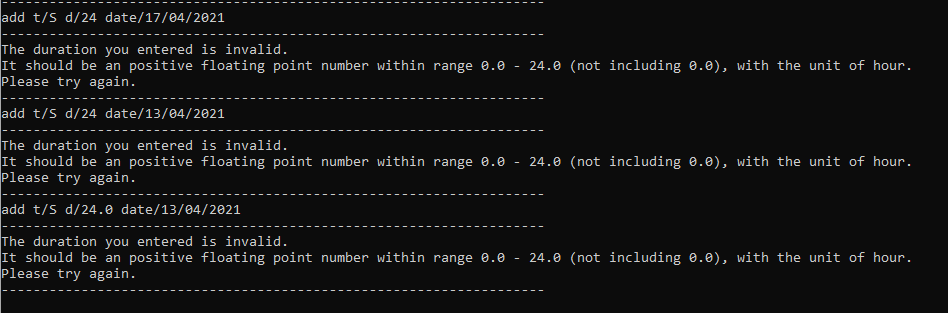 --------------------------------------------------------------------
add t/S d/24 date/17/04/2021
--------------------------------------------------------------------
The duration you entered is invalid.
It should be an positive floating point number within range 0.0 - 24.0 (not including 0.0), with the unit of hour.
Please try again.
--------------------------------------------------------------------
add t/S d/24 date/13/04/2021
--------------------------------------------------------------------
The duration you entered is invalid.
It should be an positive floating point number within range 0.0 - 24.0 (not including 0.0), with the unit of hour.
Please try again.
--------------------------------------------------------------------
add t/S d/24.0 date/13/04/2021
--------------------------------------------------------------------
The duration you entered is invalid.
It should be an positive floating point number within range 0.0 - 24.0 (not including 0.0), with the unit of hour.
Please try again.
--------------------------------------------------------------------